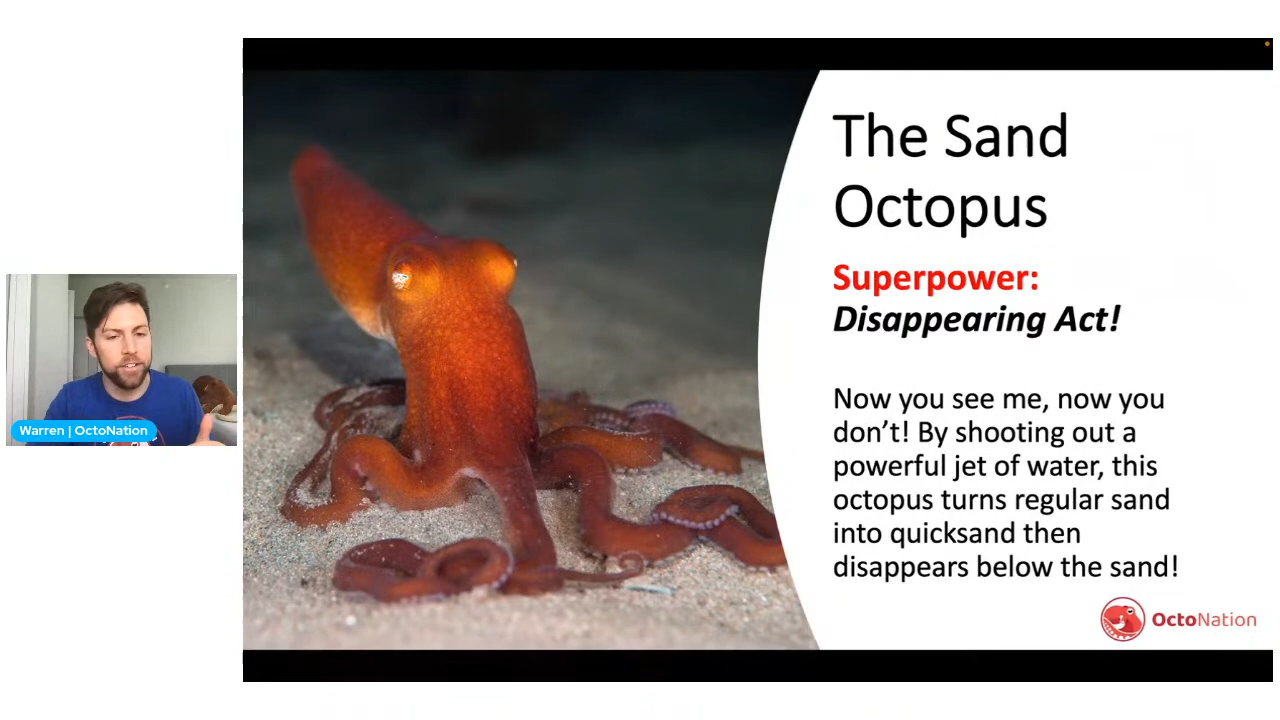 The Sand
Octopus
Superpower:
Disappearing Act!
Now you see me, now you
don’t! By shooting out a
powerful jet of water, this
octopus turns regular sand
into quicksand then
disappears below the sand!
OctoNation
Warren | OctoNation